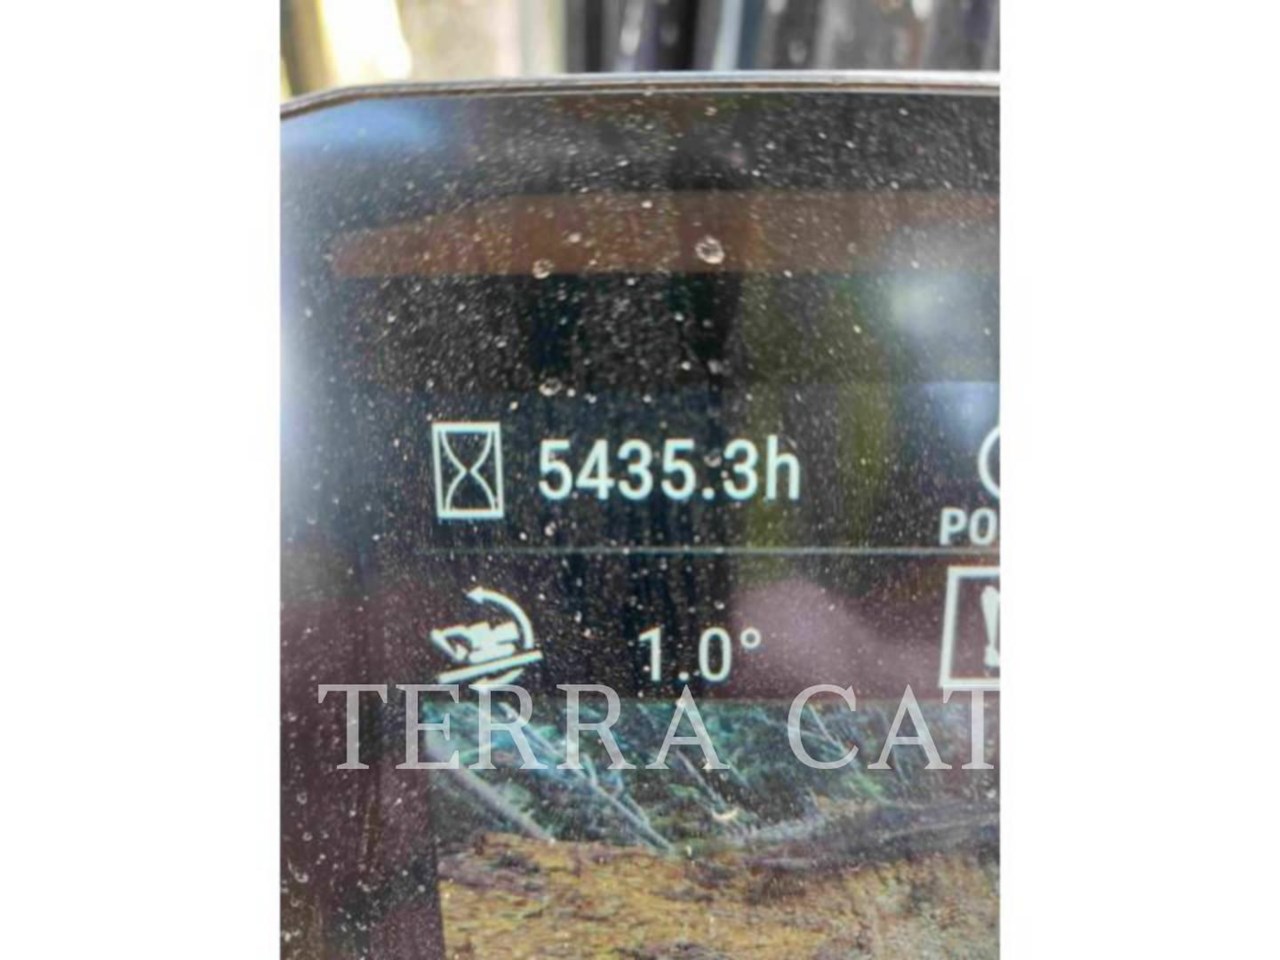 5435.3h
PO
1.0°
TERRA CAT